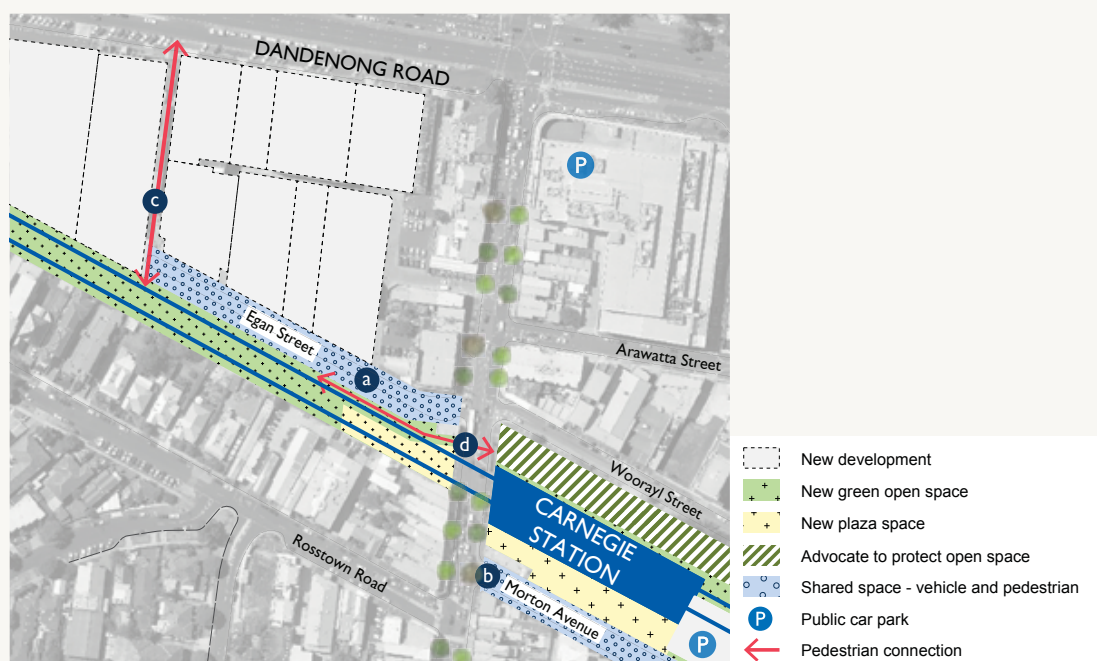 DANDENONG ROAD
P
c
Egan Street
a
Arawatta Street
d
Woorayl Street
CARNEGIE
STATION
Rosstown Road
b
Morton Avenue
P
New development
New green open space
New plaza space
Advocate to protect open space
Shared space - vehicle and pedestrian
P
Public car park
Pedestrian connection